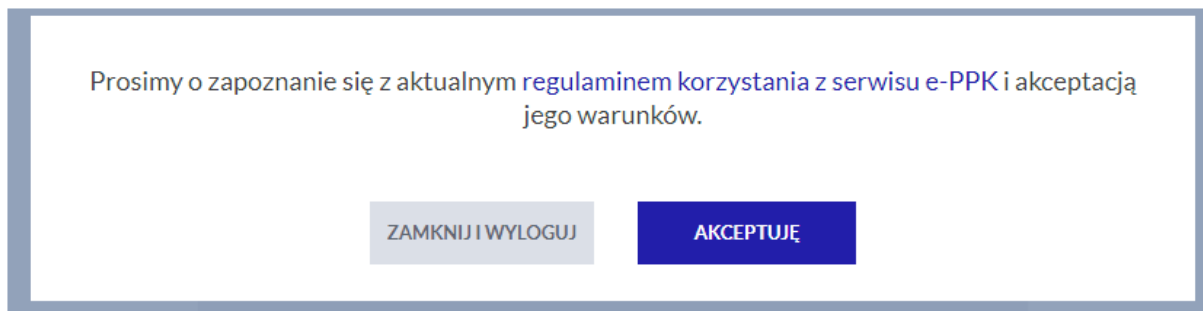 Prosimy o zapoznanie się z aktualnym regulaminem korzystania z serwisu e-PPK i akceptacją
jego warunków.
ZAMKNIJ I WYLOGUJ
AKCEPTUJĘ